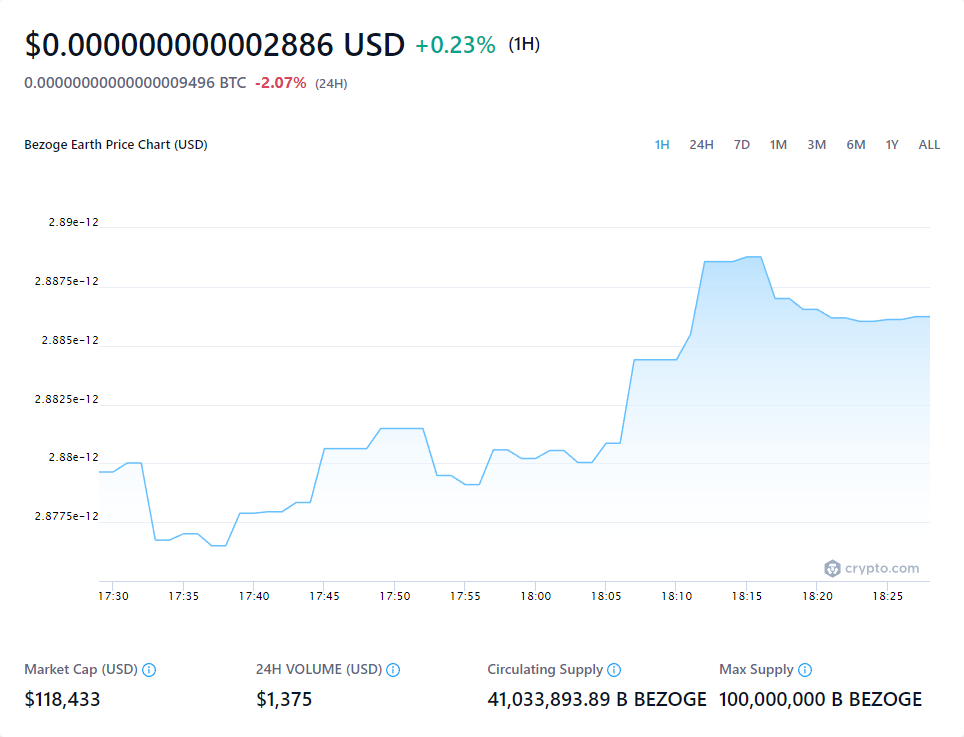 $0.000000000002886 USD +0.23% (1H)
0.00000000000000009496 BTC -2.07% (24H)
Bezoge Earth Price Chart (USD) 1H 24H 7D 1M 3M 6M 1Y ALL
2.89e-12
2.8875e-12
2.885e-12
2.8825e-12
2.88e-12
2.8775e-12
crypto.com
17:30 17:35 17:40 17:45 17:50 17:55 18:00 18:05 18:10 18:15 18:20 18:25
Market Cap (USD) 24H VOLUME (USD) Circulating Supply Max Supply
$118,433 $1,375 41,033,893.89 B BEZOGE 100,000,000 B BEZOGE